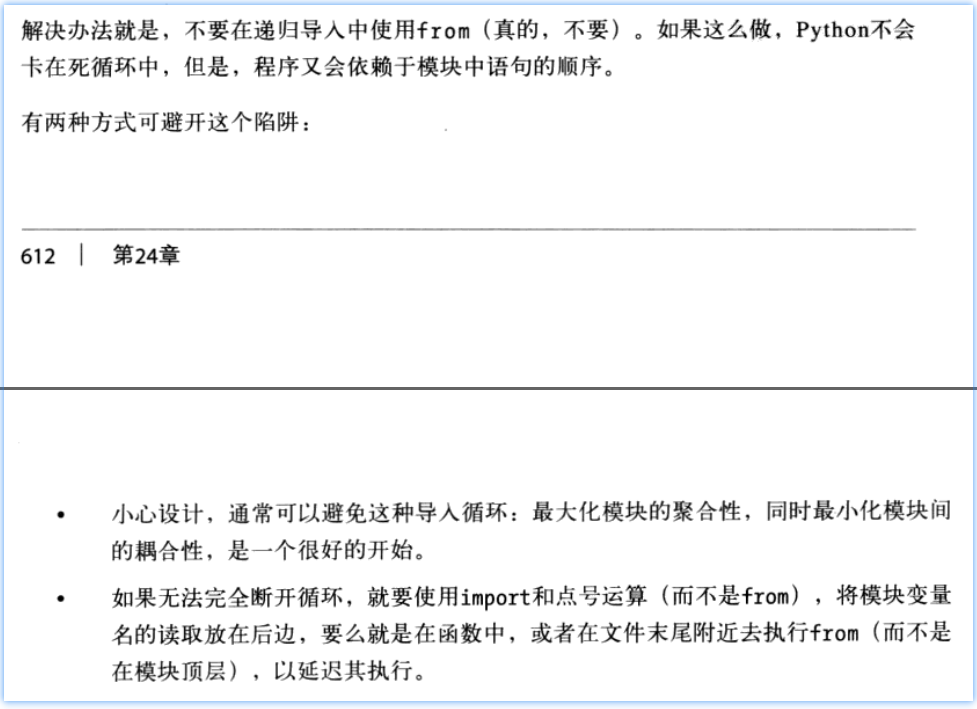 解决办法就是，不要在递归导入中使用from（真的，不要）。如果这么做，Python不会
卡在死循环中，但是，程序又会依赖于模块中语句的顺序。
有两种方式可避开这个陷阱：
612 | 第24章
• 小心设计，通常可以避免这种导入循环：最大化模块的聚合性，同时最小化模块间
的耦合性，是一个很好的开始。
• 如果无法完全断开循环，就要使用import和点号运算（而不是from），将模块变量
名的读取放在后边，要么就是在函数中，或者在文件末尾附近去执行from（而不是
在模块顶层），以延迟其执行。